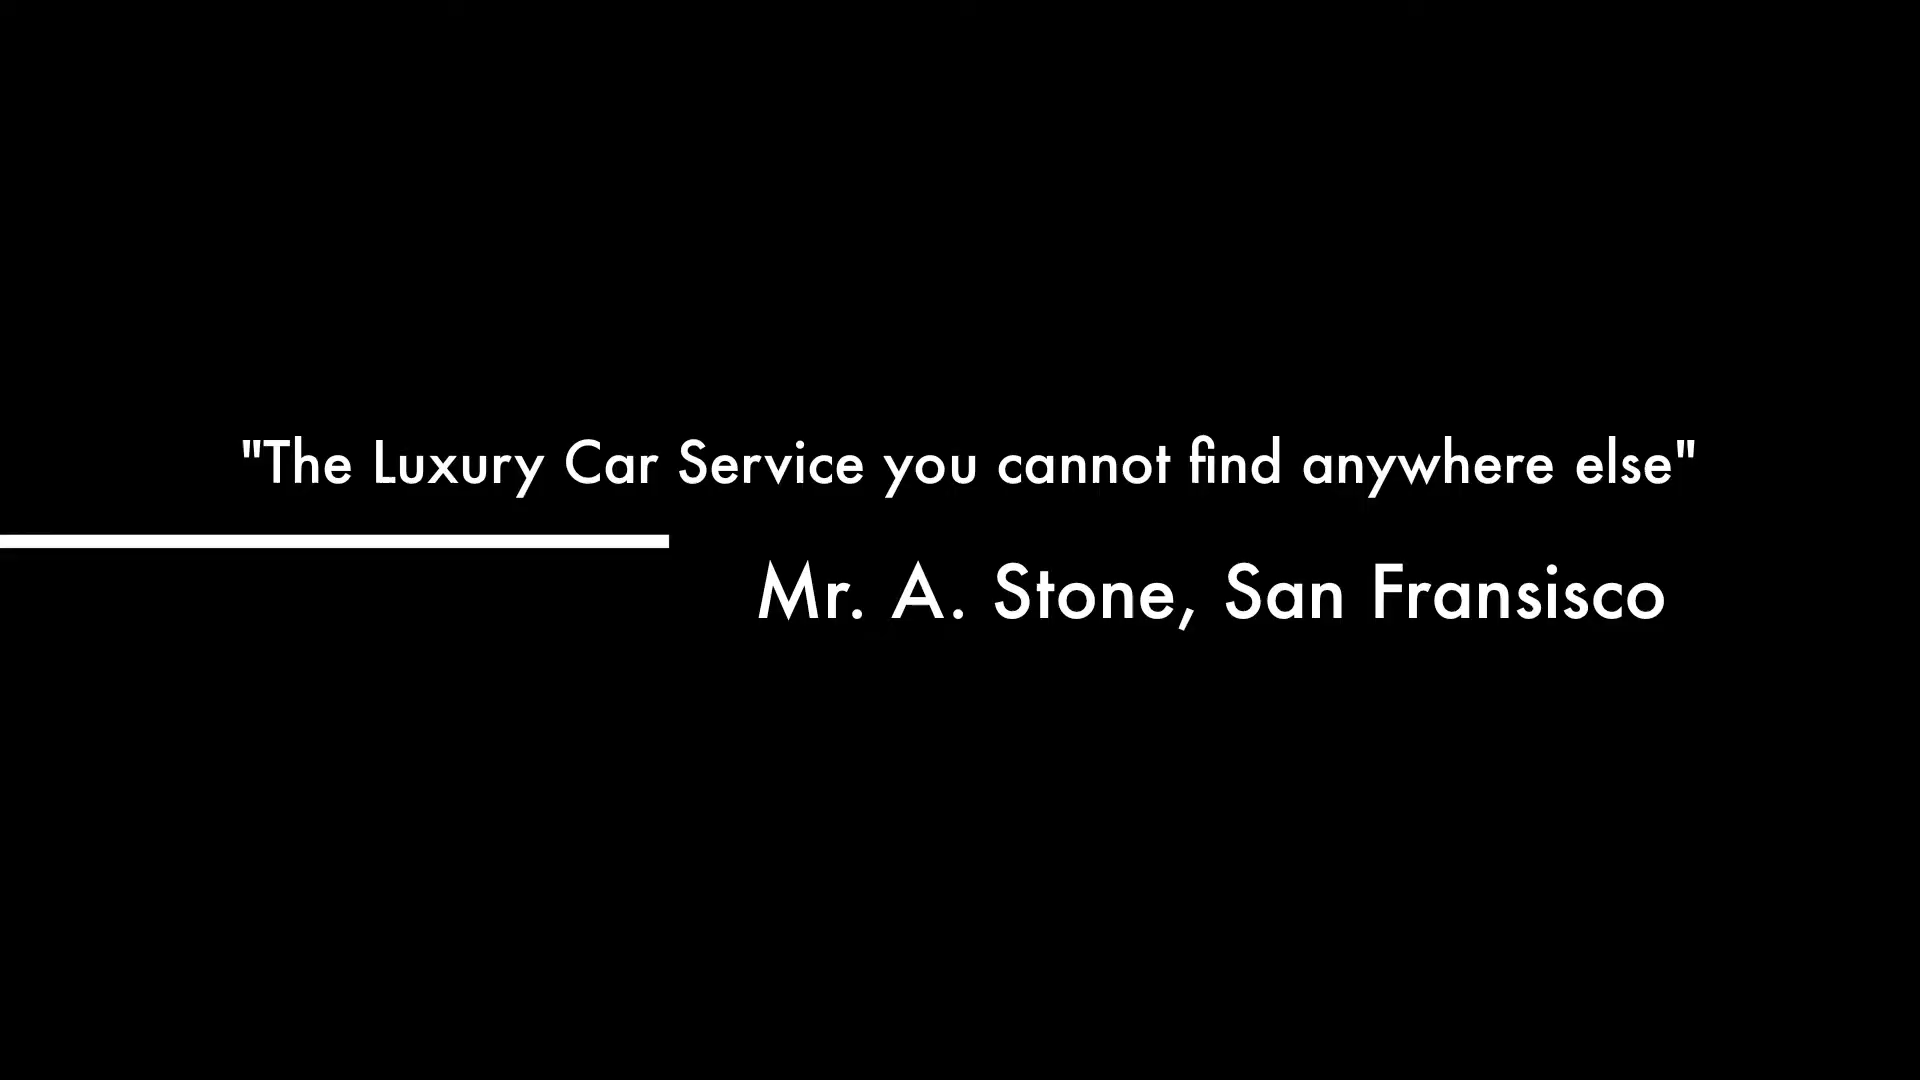 "The Luxury Car Service you cannot find anywhere else"
Mr. A. Stone, San Fransisco